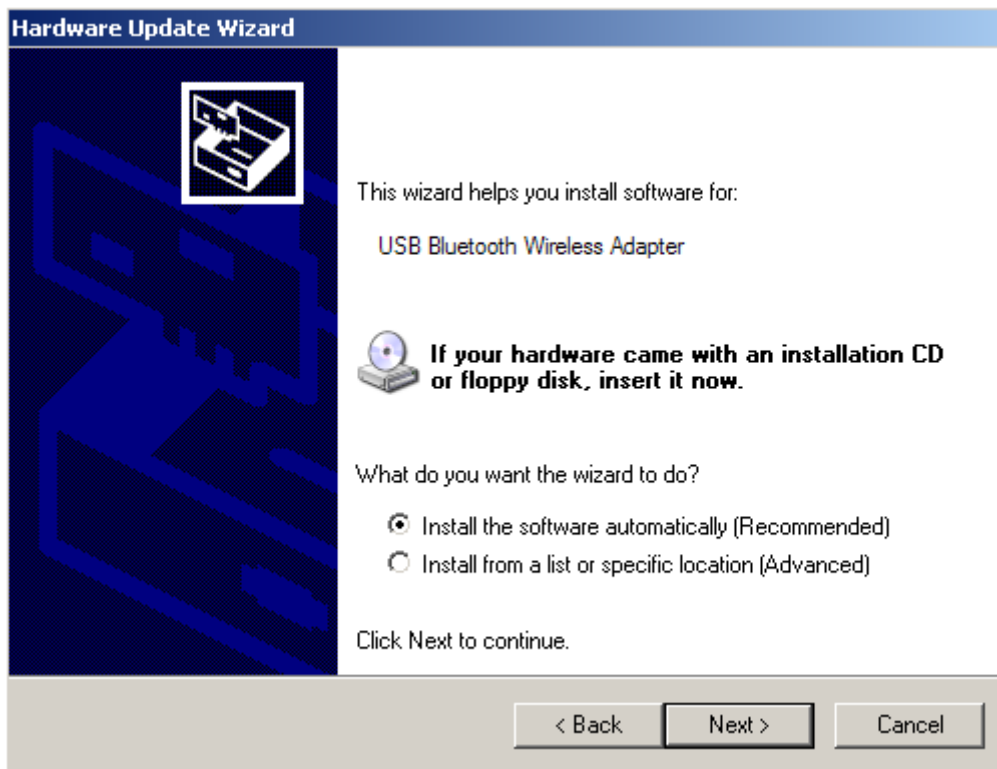 Hardware Update Wizard
This wizard helps you install software for:
USB Bluetooth Wireless Adapter
If your hardware came with an installation CD
or floppy disk, insert it now.
What do you want the wizard to do?
Install the software automatically (Recommended)
Install from a list or specific location (Advanced)
Click Next to continue.
< Back
Next >
Cancel